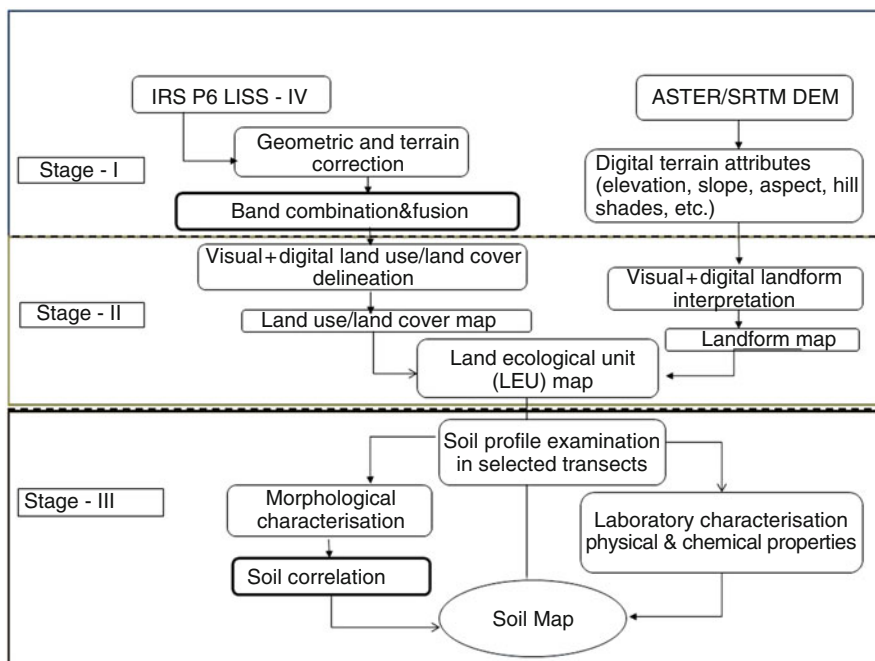 IRS P6 LISS - IV
ASTER/SRTM DEM
Geometric and terrain
correction
Stage - I
Digital terrain attributes
(elevation, slope, aspect, hill
shades, etc.)
Band combination&fusion
Visual+digital land use/land cover
delineation
Visual+digital landform
interpretation
Stage - II
Land use/land cover map
Landform map
Land ecological unit
(LEU) map
Soil profile examination
in selected transects
Stage - III
Morphological
characterisation
Laboratory characterisation
physical & chemical properties
Soil correlation
Soil Map